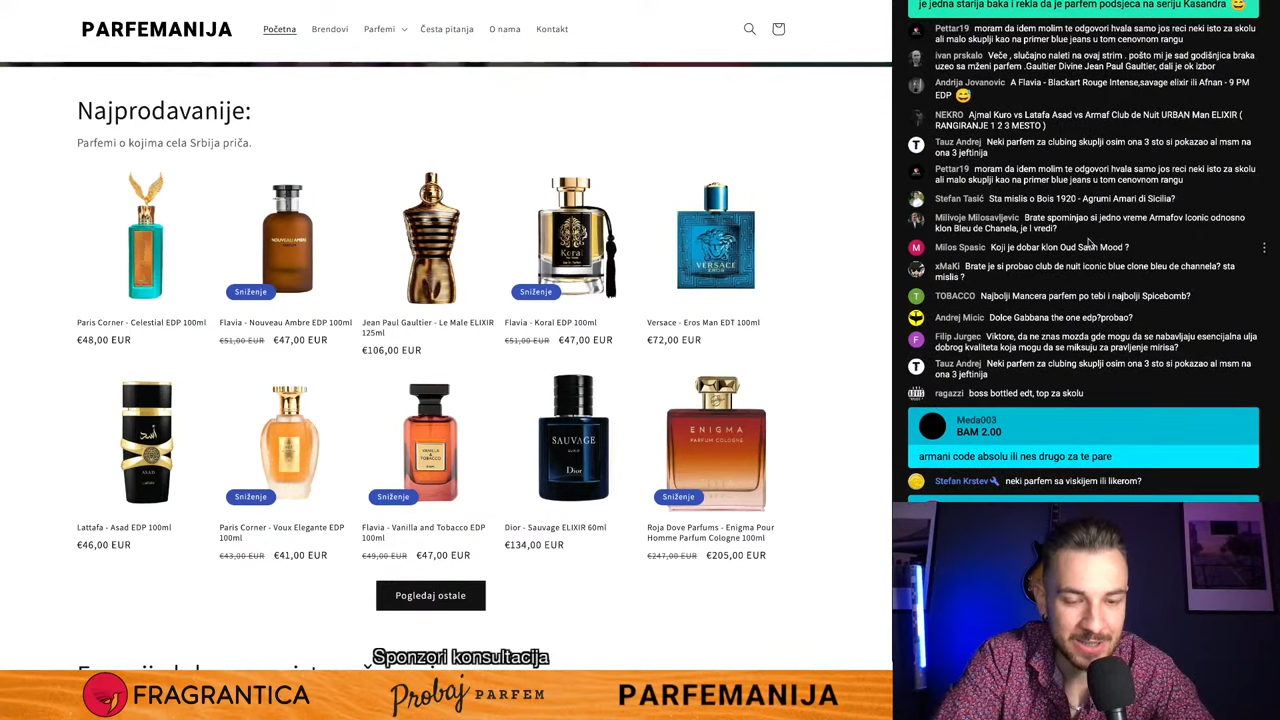 PARFEMANIJA
Početna
Brendovi
Parfemi
Česta pitanja
O nama
Kontakt
Najprodavanije:
Parfemi o kojima cela Srbija priča.
NOUVEAU AMBRE
Koral
VERSACE
Sniženje
Sniženje
Paris Corner - Celestial EDP 100ml
€48,00 EUR
Flavia - Nouveau Ambre EDP 100ml
€51,00 EUR €47,00 EUR
Jean Paul Gaultier - Le Male ELIXIR
125ml
€106,00 EUR
Flavia - Koral EDP 100ml
€51,00 EUR €47,00 EUR
Versace - Eros Man EDT 100ml
€72,00 EUR
ASAD
VANILLA
TOBACCO
SAUVAGE
Dior
ENIGMA
PARFUM COLOGNE
Sniženje
Sniženje
Sniženje
Lattafa - Asad EDP 100ml
€46,00 EUR
Paris Corner - Voux Elegante EDP
100ml
€43,00 EUR €41,00 EUR
Flavia - Vanilla and Tobacco EDP
100ml
€49,00 EUR €47,00 EUR
Dior - Sauvage ELIXIR 60ml
€134,00 EUR
Roja Dove Parfums - Enigma Pour
Homme Parfum Cologne 100ml
€247,00 EUR €205,00 EUR
Pogledaj ostale
Sponzori konsultacija
FRAGRANTICA
Probaj PARFEM
PARFEMANIJA
je jedna starija baka i rekla da je parfem podsjeca na seriju Kasandra
Pettar19 moram da idem molim te odgovori hvala samo jos reci neki isto za skolu
ali malo skuplji kao na primer blue jeans u tom cenovnom rangu
ivan prskalo Veče , slučajno naleti na ovaj strim . pošto mi je sad godišnjica braka
uzeo sa mženi parfem .Gaultier Divine Jean Paul Gaultier, dali je ok izbor
Andrija Jovanovic A Flavia - Blackart Rouge Intense,savage elixir ili Afnan - 9 PM
EDP
NEKRO Ajmal Kuro vs Latafa Asad vs Armaf Club de Nuit URBAN Man ELIXIR (
RANGIRANJE 1 2 3 MESTO )
T
Tauz Andrej Neki parfem za clubing skuplji osim ona 3 sto si pokazao al msm na
ona 3 jeftinija
Pettar19 moram da idem molim te odgovori hvala samo jos reci neki isto za skolu
ali malo skuplji kao na primer blue jeans u tom cenovnom rangu
Stefan Tasić Sta mislis o Bois 1920 - Agrumi Amari di Sicilia?
Milivoje Milosavljevic Brate spominjao si jedno vreme Armafov Iconic odnosno
klon Bleu de Chanela, je l vredi?
M
Milos Spasic Koji je dobar klon Oud Satin Mood ?
xMaKi Brate je si probao club de nuit iconic blue clone bleu de channela? sta
mislis ?
T
TOBACCO Najbolji Mancera parfem po tebi i najbolji Spicebomb?
Andrej Micic Dolce Gabbana the one edp?probao?
F
Filip Jurgec Viktore, da ne znas mozda gde mogu da se nabavljaju esencijalna ulja
dobrog kvaliteta koja mogu da se miksuju za pravljenje mirisa?
T
Tauz Andrej Neki parfem za clubing skuplji osim ona 3 sto si pokazao al msm na
ona 3 jeftinija
ragazzi boss bottled edt, top za skolu
Meda003
BAM 2.00
armani code absolu ili nes drugo za te pare
Stefan Krstev neki parfem sa viskijem ili likerom?